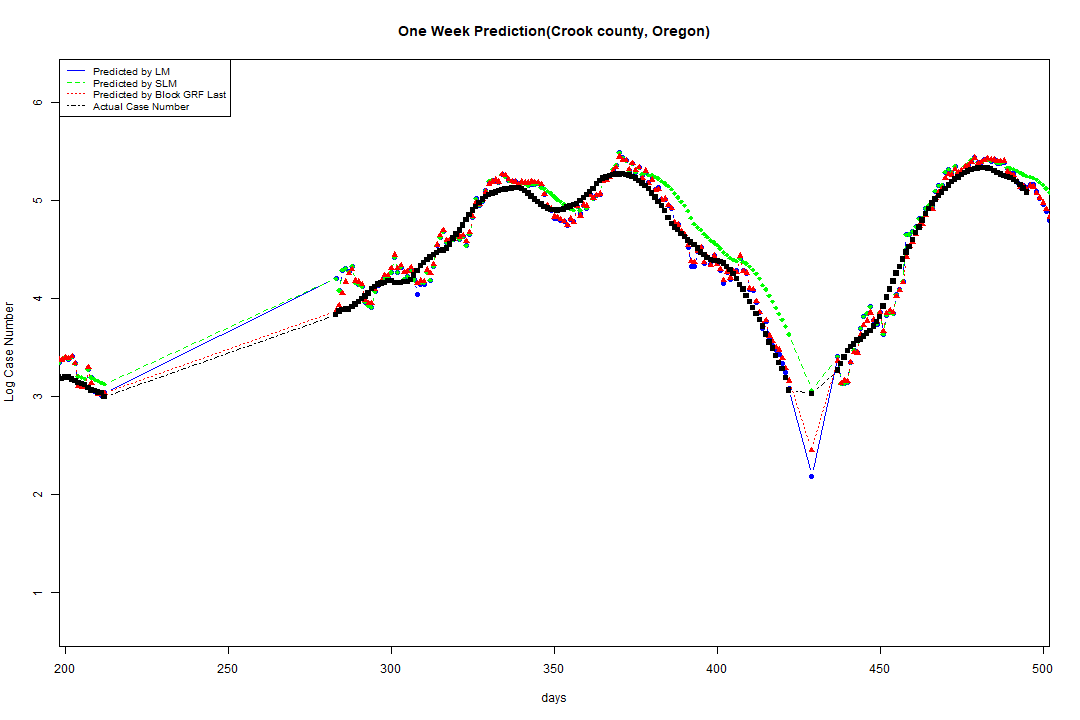 One Week Prediction(Crook county, Oregon)
Predicted by LM
Predicted by SLM
Predicted by Block GRF Last
Actual Case Number
6
5
4
3
2
1
Log Case Number
200 250 300 350 400 450 500
days